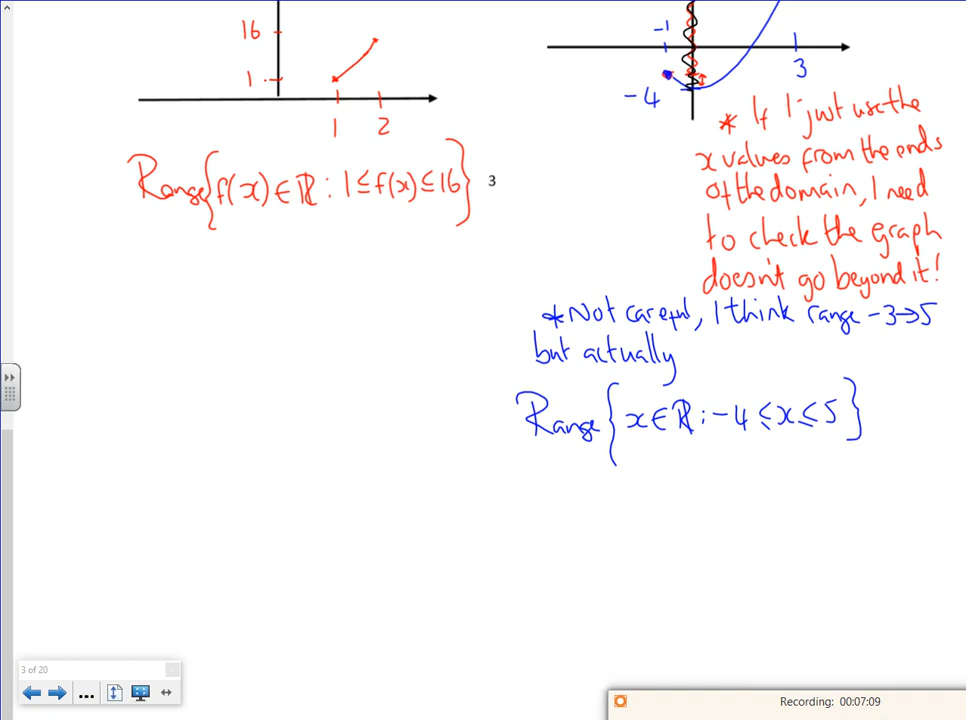 16
1
1 2
Range{f(x)∈ℝ : 1≤f(x)≤16}
3
-1
3
-4
* If I just use the
x values from the ends
of the domain, I need
to check the graph
doesn't go beyond it!
*Not careful, I think range -3→5
but actually
Range{x∈ℝ : -4≤x≤5}
3 of 20
...
Recording: 00:07:09